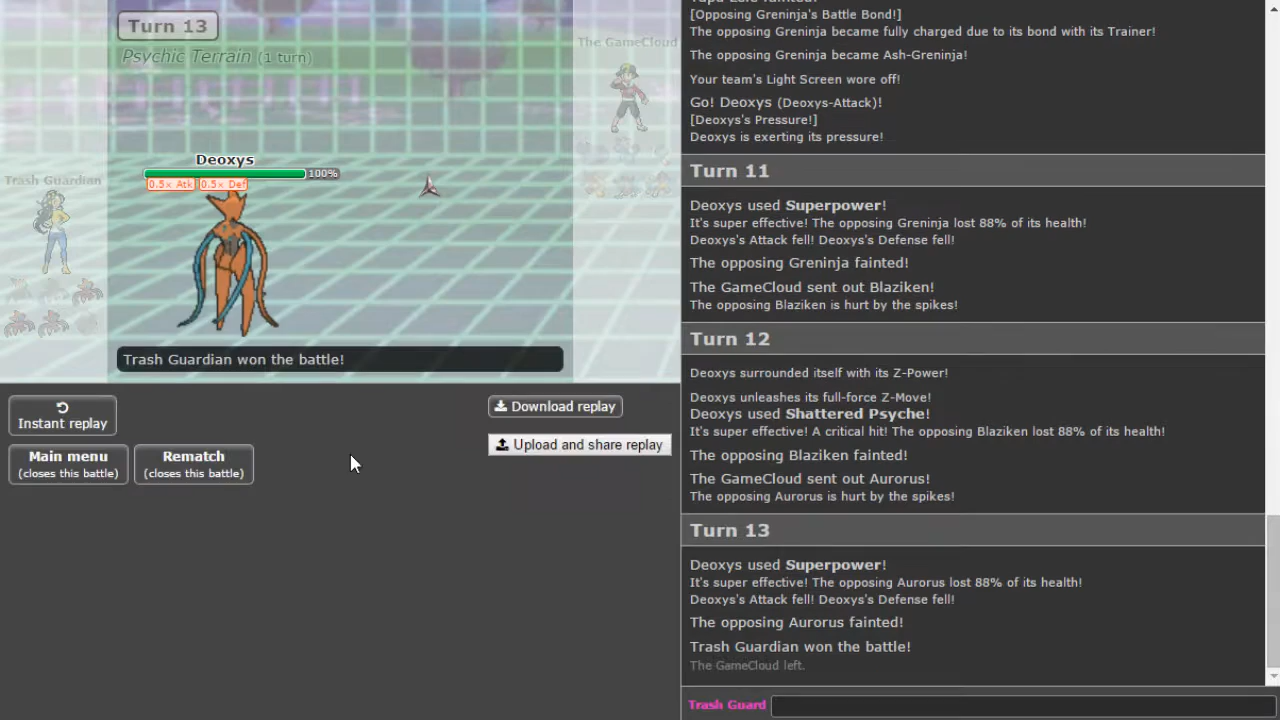 Turn 13
Psychic Terrain (1 turn)
The GameCloud
Trash Guardian
Deoxys
100%
0.5× Atk 0.5× Def
Trash Guardian won the battle!
Instant replay
Download replay
Upload and share replay
Main menu
(closes this battle)
Rematch
(closes this battle)
[Opposing Greninja's Battle Bond!]
The opposing Greninja became fully charged due to its bond with its Trainer!
The opposing Greninja became Ash-Greninja!
Your team's Light Screen wore off!
Go! Deoxys (Deoxys-Attack)!
[Deoxys's Pressure!]
Deoxys is exerting its pressure!
Turn 11
Deoxys used Superpower!
It's super effective! The opposing Greninja lost 88% of its health!
Deoxys's Attack fell! Deoxys's Defense fell!
The opposing Greninja fainted!
The GameCloud sent out Blaziken!
The opposing Blaziken is hurt by the spikes!
Turn 12
Deoxys surrounded itself with its Z-Power!
Deoxys unleashes its full-force Z-Move!
Deoxys used Shattered Psyche!
It's super effective! A critical hit! The opposing Blaziken lost 88% of its health!
The opposing Blaziken fainted!
The GameCloud sent out Aurorus!
The opposing Aurorus is hurt by the spikes!
Turn 13
Deoxys used Superpower!
It's super effective! The opposing Aurorus lost 88% of its health!
Deoxys's Attack fell! Deoxys's Defense fell!
The opposing Aurorus fainted!
Trash Guardian won the battle!
The GameCloud left.
Trash Guard